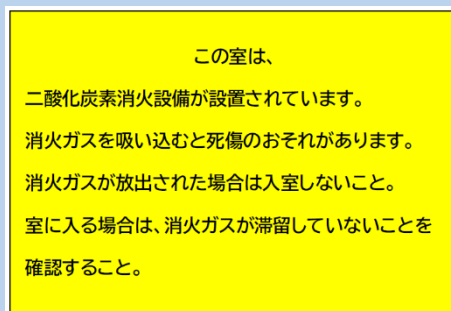 この室は、
二酸化炭素消火設備が設置されています。
消火ガスを吸い込むと死傷のおそれがあります。
消火ガスが放出された場合は入室しないこと。
室に入る場合は、消火ガスが滞留していないことを
確認すること。